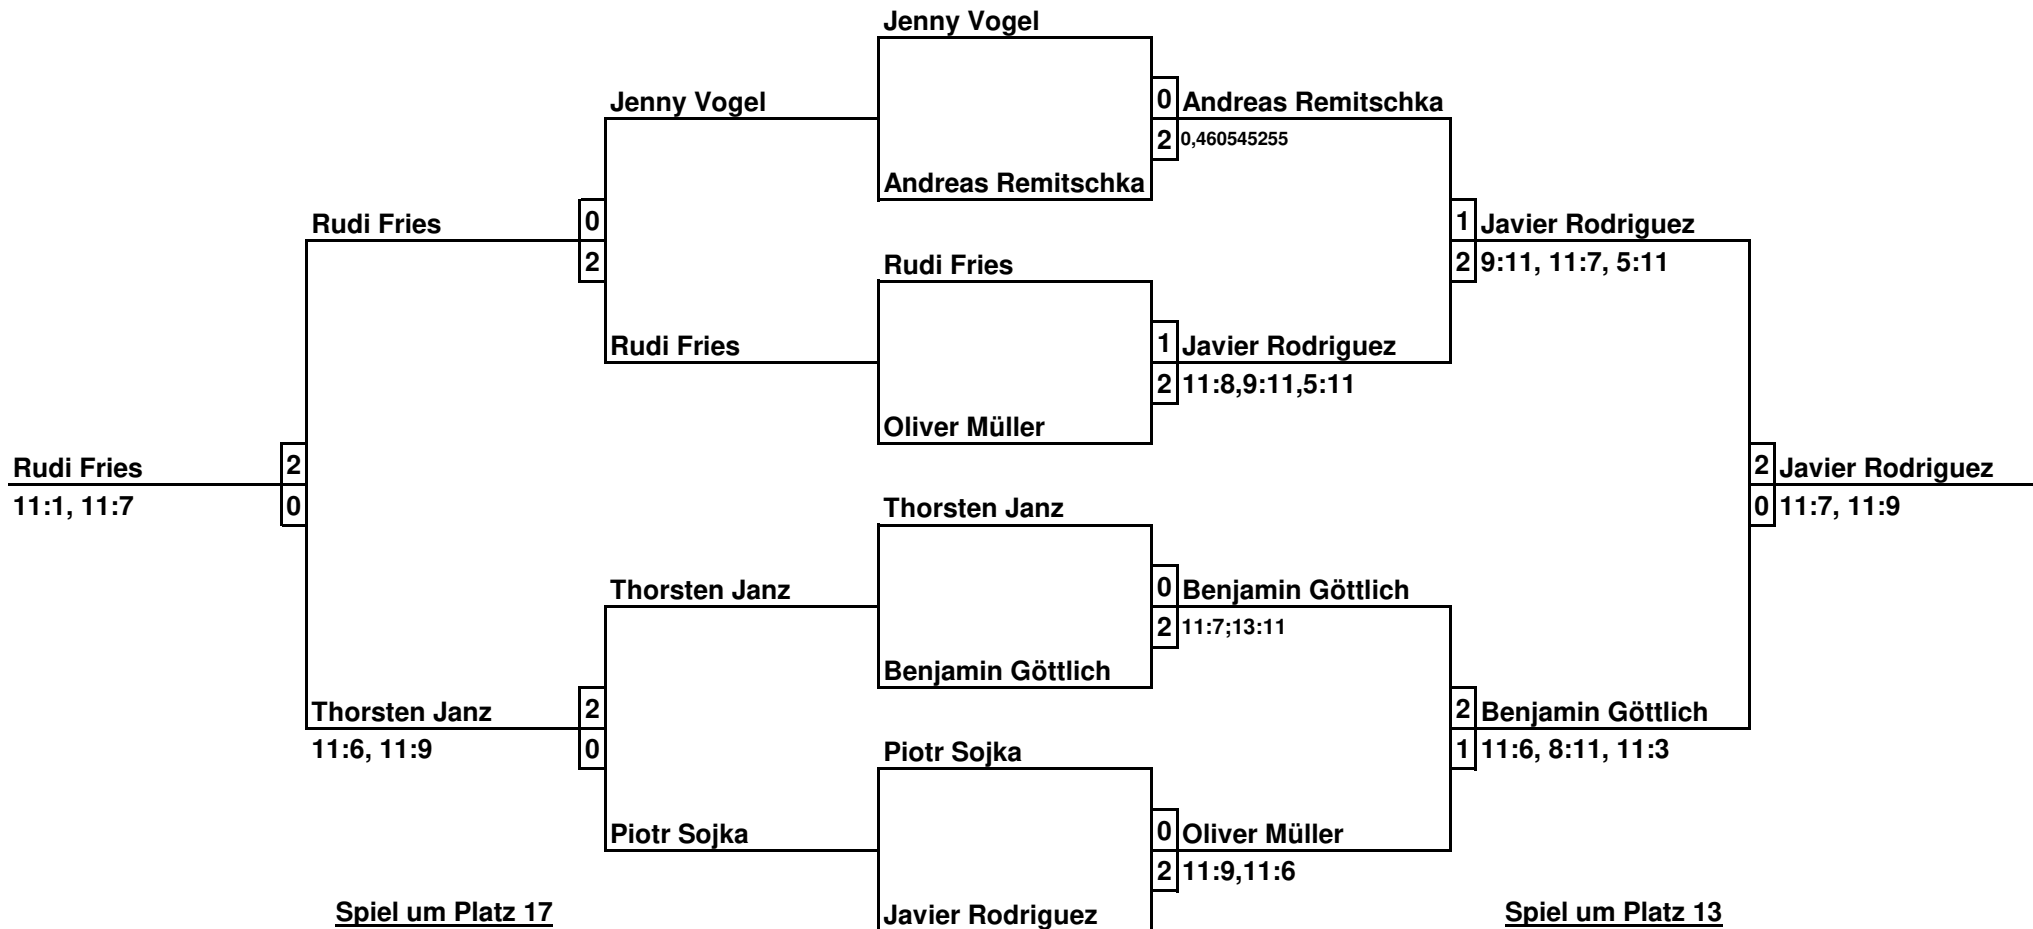 Jenny Vogel
Jenny Vogel
0 Andreas Remitschka
2 0,460545255
Andreas Remitschka
Rudi Fries
0
2
1 Javier Rodriguez
2 9:11, 11:7, 5:11
Rudi Fries
Rudi Fries
1 Javier Rodriguez
2 11:8,9:11,5:11
Oliver Müller
Rudi Fries
2
11:1, 11:7
0
2 Javier Rodriguez
0 11:7, 11:9
Thorsten Janz
Thorsten Janz
0 Benjamin Göttlich
2 11:7;13:11
Benjamin Göttlich
Thorsten Janz
2
11:6, 11:9
0
2 Benjamin Göttlich
1 11:6, 8:11, 11:3
Piotr Sojka
Piotr Sojka
0 Oliver Müller
2 11:9,11:6
Spiel um Platz 17
Javier Rodriguez
Spiel um Platz 13